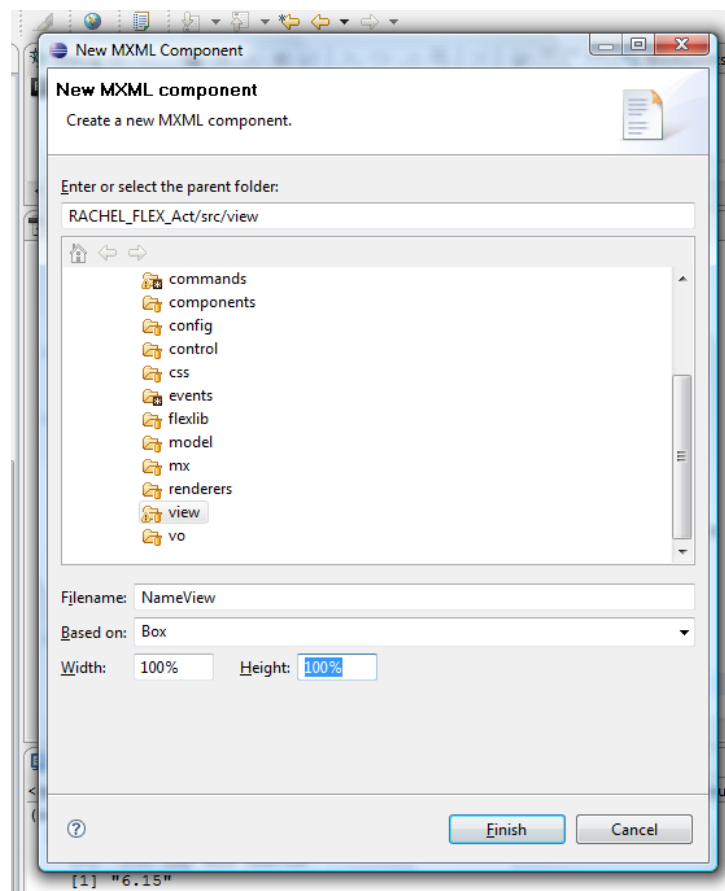 New MXML Component
New MXML component
Create a new MXML component.
Enter or select the parent folder:
RACHEL_FLEX_Act/src/view
commands
components
config
control
css
events
flexlib
model
mx
renderers
view
vo
Filename: NameView
Based on: Box
Width: 100% Height: 100%
Finish Cancel
[1] "6.15"